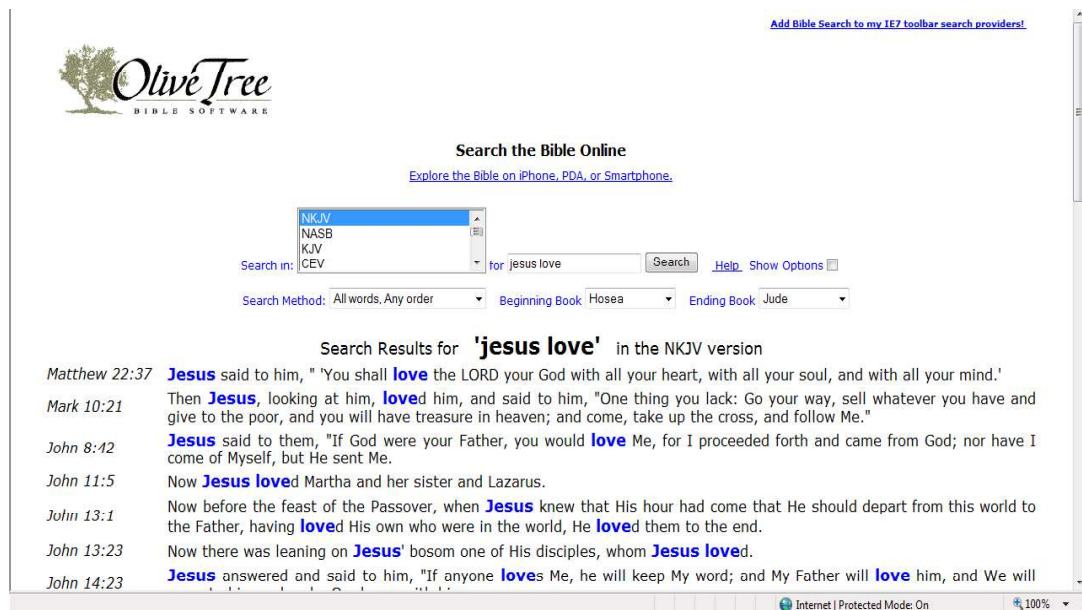 Add Bible Search to my IE7 toolbar search providers!
Olive Tree
BIBLE SOFTWARE
Search the Bible Online
Explore the Bible on iPhone, PDA, or Smartphone.
NKJV
NASB
KJV
Search in: CEV for jesus love Search Help Show Options
Search Method: All words, Any order Beginning Book Hosea Ending Book Jude
Search Results for 'jesus love' in the NKJV version
Matthew 22:37 Jesus said to him, " 'You shall love the LORD your God with all your heart, with all your soul, and with all your mind.'
Mark 10:21 Then Jesus, looking at him, loved him, and said to him, "One thing you lack: Go your way, sell whatever you have and
give to the poor, and you will have treasure in heaven; and come, take up the cross, and follow Me."
John 8:42 Jesus said to them, "If God were your Father, you would love Me, for I proceeded forth and came from God; nor have I
come of Myself, but He sent Me.
John 11:5 Now Jesus loved Martha and her sister and Lazarus.
John 13:1 Now before the feast of the Passover, when Jesus knew that His hour had come that He should depart from this world to
the Father, having loved His own who were in the world, He loved them to the end.
John 13:23 Now there was leaning on Jesus' bosom one of His disciples, whom Jesus loved.
John 14:23 Jesus answered and said to him, "If anyone loves Me, he will keep My word; and My Father will love him, and We will
Internet | Protected Mode: On 100%